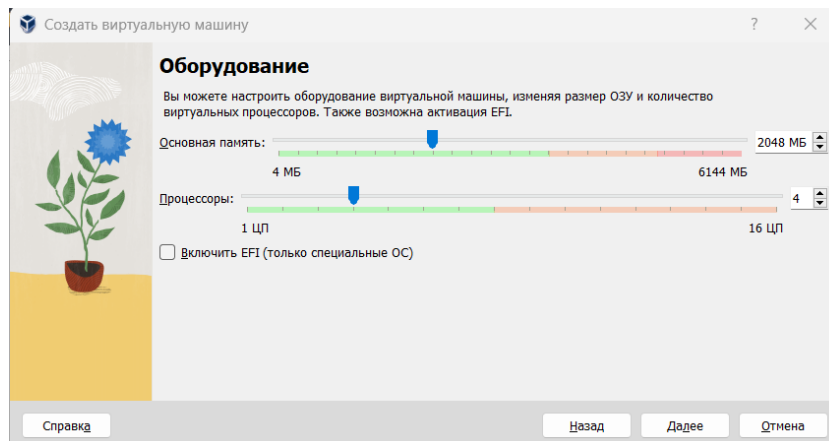 Создать виртуальную машину
?
Оборудование
Вы можете настроить оборудование виртуальной машины, изменяя размер ОЗУ и количество
виртуальных процессоров. Также возможна активация EFI.
Основная память: 2048 МБ
4 МБ 6144 МБ
Процессоры: 4
1 ЦП 16 ЦП
Включить EFI (только специальные ОС)
Справка Назад Далее Отмена